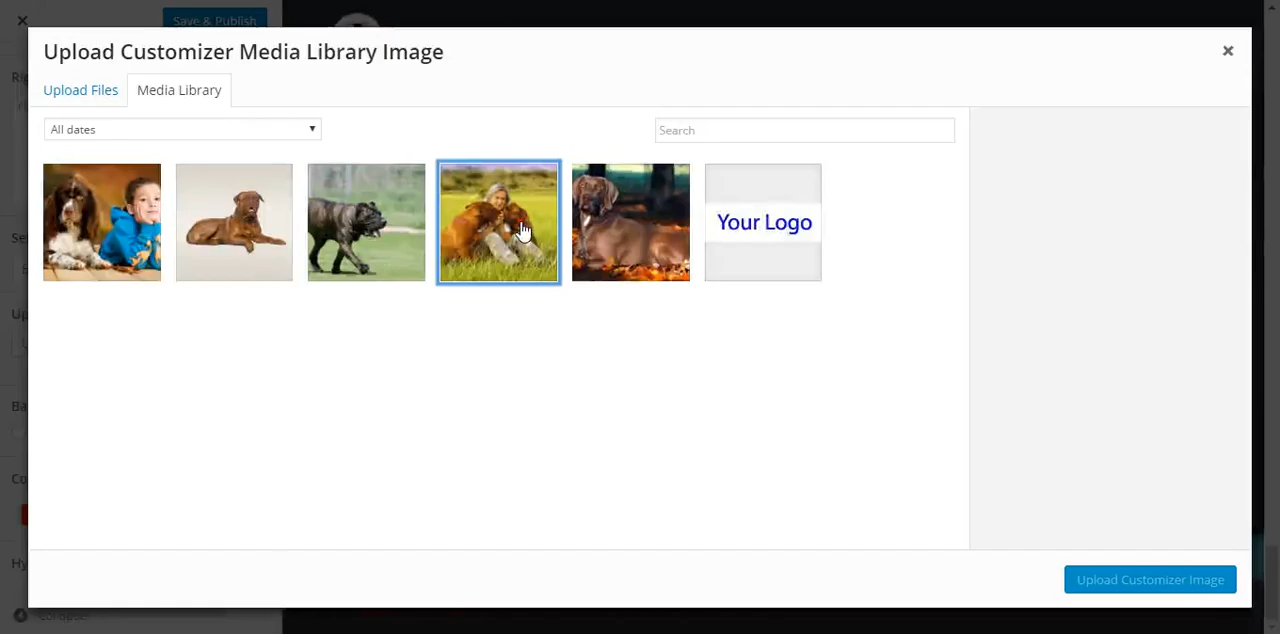 Save & Publish
Upload Customizer Media Library Image
Upload Files
Media Library
All dates
Search
Your Logo
Upload Customizer Image
Collapse